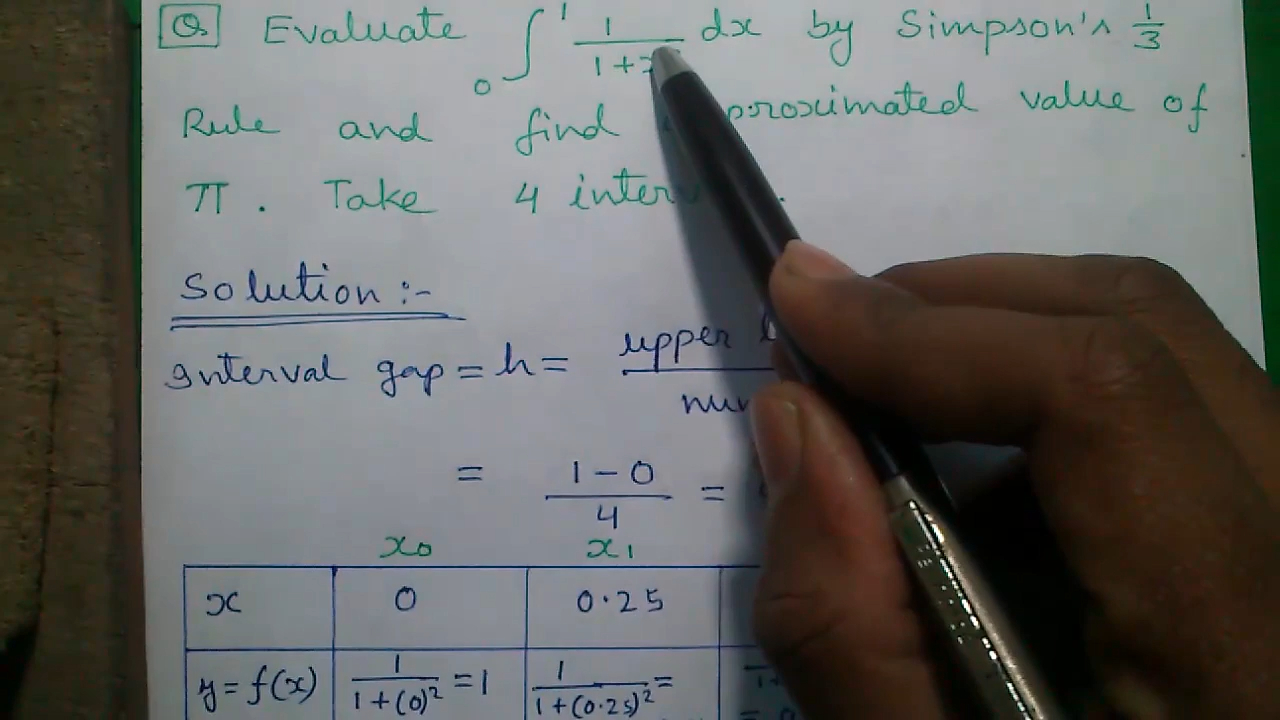 Q. Evaluate ∫₀¹ 1/1+ dx by Simpson's 1/3
Rule and find value of
π. Take 4
Solution :-
Interval gap = h = upper
= 1-0/4 =
x₀ x₁
x 0 0.25
y = f(x) 1/1+(0)² = 1 1/1+(0.25)² =